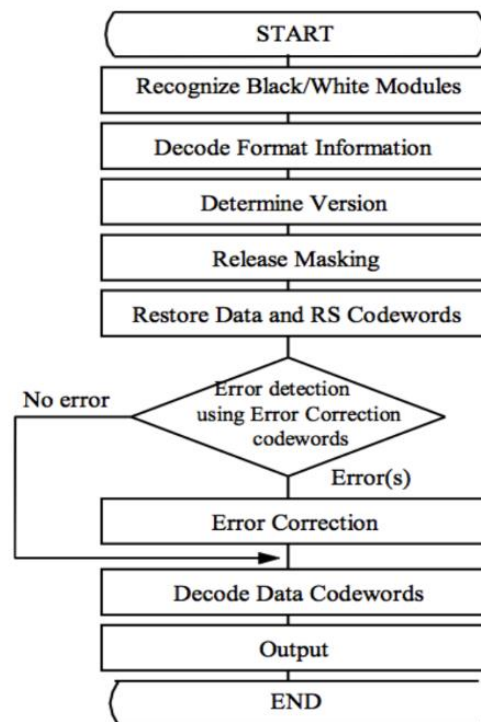 START
Recognize Black/White Modules
Decode Format Information
Determine Version
Release Masking
Restore Data and RS Codewords
Error detection
using Error Correction
codewords
No error
Error(s)
Error Correction
Decode Data Codewords
Output
END